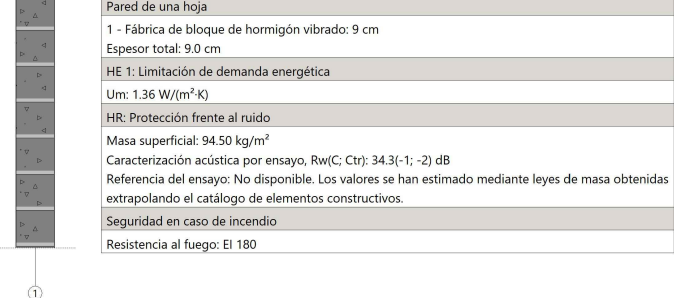 Pared de una hoja
1 - Fábrica de bloque de hormigón vibrado: 9 cm
Espesor total: 9.0 cm
HE 1: Limitación de demanda energética
Um: 1.36 W/(m²·K)
HR: Protección frente al ruido
Masa superficial: 94.50 kg/m²
Caracterización acústica por ensayo, Rw(C; Ctr): 34.3(-1; -2) dB
Referencia del ensayo: No disponible. Los valores se han estimado mediante leyes de masa obtenidas
extrapolando el catálogo de elementos constructivos.
Seguridad en caso de incendio
Resistencia al fuego: EI 180
1